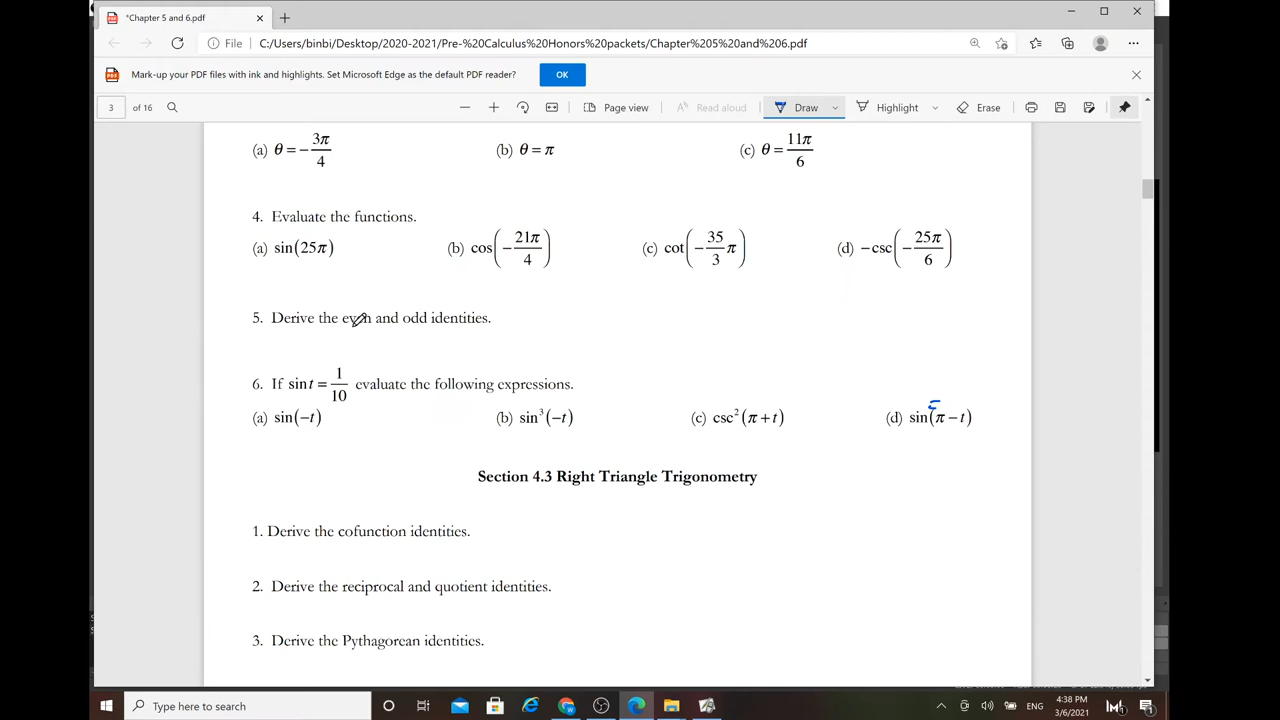 *Chapter 5 and 6.pdf
File C:/Users/binbi/Desktop/2020-2021/Pre-%20Calculus%20Honors%20packets/Chapter%205%20and%206.pdf
Mark-up your PDF files with ink and highlights. Set Microsoft Edge as the default PDF reader? OK
3 of 16 Page view Read aloud Draw Highlight Erase
(a) θ = −3π/4 (b) θ = π (c) θ = 11π/6
4. Evaluate the functions.
(a) sin(25π) (b) cos(−21π/4) (c) cot(−35/3 π) (d) −csc(−25π/6)
5. Derive the even and odd identities.
6. If sin t = 1/10 evaluate the following expressions.
(a) sin(−t) (b) sin³(−t) (c) csc²(π + t) (d) sin(π − t)
Section 4.3 Right Triangle Trigonometry
1. Derive the cofunction identities.
2. Derive the reciprocal and quotient identities.
3. Derive the Pythagorean identities.
Type here to search ENG 4:38 PM
3/6/2021